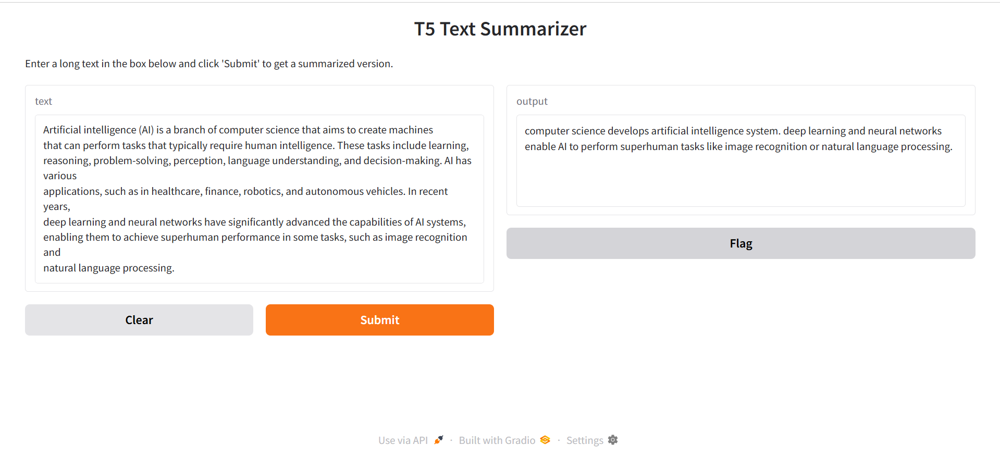 T5 Text Summarizer
Enter a long text in the box below and click 'Submit' to get a summarized version.
text
Artificial intelligence (AI) is a branch of computer science that aims to create machines
that can perform tasks that typically require human intelligence. These tasks include learning,
reasoning, problem-solving, perception, language understanding, and decision-making. AI has
various
applications, such as in healthcare, finance, robotics, and autonomous vehicles. In recent
years,
deep learning and neural networks have significantly advanced the capabilities of AI systems,
enabling them to achieve superhuman performance in some tasks, such as image recognition
and
natural language processing.
Clear
Submit
output
computer science develops artificial intelligence system. deep learning and neural networks
enable AI to perform superhuman tasks like image recognition or natural language processing.
Flag
Use via API · Built with Gradio · Settings